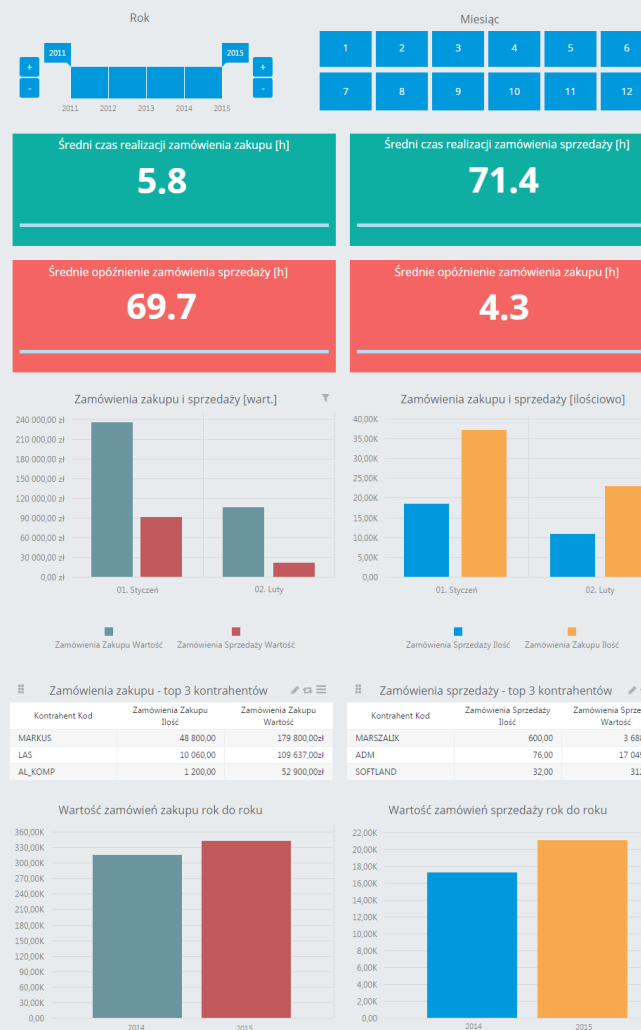 Rok
Miesiąc
2011
2015
+
-
+
-
2011 2012 2013 2014 2015
1 2 3 4 5 6
7 8 9 10 11 12
Średni czas realizacji zamówienia zakupu [h]
5.8
Średni czas realizacji zamówienia sprzedaży [h]
71.4
Średnie opóźnienie zamówienia sprzedaży [h]
69.7
Średnie opóźnienie zamówienia zakupu [h]
4.3
Zamówienia zakupu i sprzedaży [wart.]
240 000,00 zł
210 000,00 zł
180 000,00 zł
150 000,00 zł
120 000,00 zł
90 000,00 zł
60 000,00 zł
30 000,00 zł
0,00 zł
01. Styczeń 02. Luty
Zamówienia Zakupu Wartość Zamówienia Sprzedaży Wartość
Zamówienia zakupu i sprzedaży [ilościowo]
40,00K
35,00K
30,00K
25,00K
20,00K
15,00K
10,00K
5,00K
0,00
01. Styczeń 02. Luty
Zamówienia Sprzedaży Ilość Zamówienia Zakupu Ilość
Zamówienia zakupu - top 3 kontrahentów
Kontrahent Kod Zamówienia Zakupu Ilość Zamówienia Zakupu Wartość
MARKUS 48 800,00 179 800,00zł
LAS 10 060,00 109 637,00zł
AL_KOMP 1 200,00 52 900,00zł
Zamówienia sprzedaży - top 3 kontrahentów
Kontrahent Kod Zamówienia Sprzedaży Ilość Zamówienia Sprze Wartość
MARSZALIK 600,00 3 68
ADM 76,00 17 04
SOFTLAND 32,00 31
Wartość zamówień zakupu rok do roku
360,00K
330,00K
300,00K
270,00K
240,00K
210,00K
180,00K
150,00K
120,00K
90,00K
60,00K
30,00K
0,00
2014 2015
Wartość zamówień sprzedaży rok do roku
22,00K
20,00K
18,00K
16,00K
14,00K
12,00K
10,00K
8,00K
6,00K
4,00K
2,00K
0,00
2014 2015